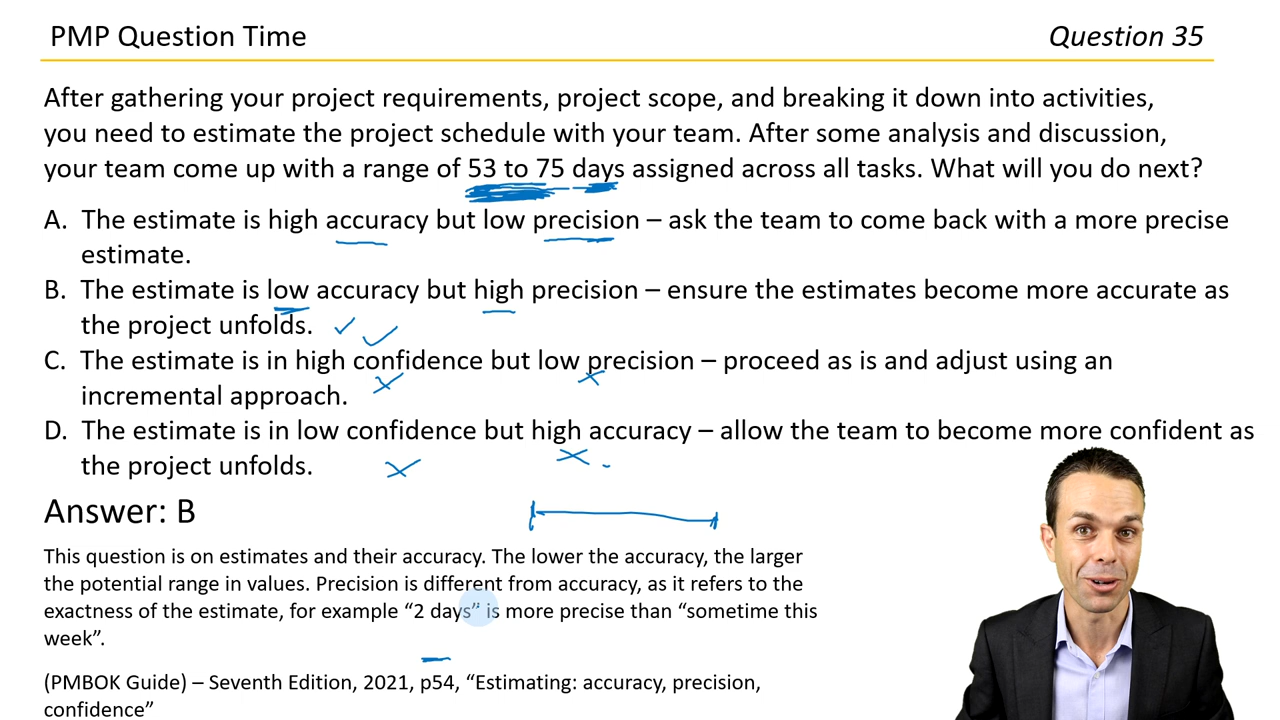 PMP Question Time
Question 35
After gathering your project requirements, project scope, and breaking it down into activities,
you need to estimate the project schedule with your team. After some analysis and discussion,
your team come up with a range of 53 to 75 days assigned across all tasks. What will you do next?
A. The estimate is high accuracy but low precision – ask the team to come back with a more precise
estimate.
B. The estimate is low accuracy but high precision – ensure the estimates become more accurate as
the project unfolds.
C. The estimate is in high confidence but low precision – proceed as is and adjust using an
incremental approach.
D. The estimate is in low confidence but high accuracy – allow the team to become more confident as
the project unfolds.
Answer: B
This question is on estimates and their accuracy. The lower the accuracy, the larger
the potential range in values. Precision is different from accuracy, as it refers to the
exactness of the estimate, for example “2 days” is more precise than “sometime this
week”.
(PMBOK Guide) – Seventh Edition, 2021, p54, “Estimating: accuracy, precision,
confidence”